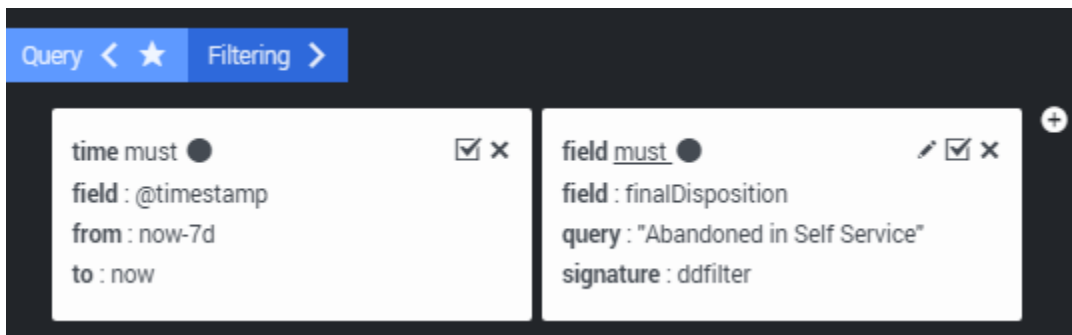 Query Filtering
time must
field : @timestamp
from : now-7d
to : now
field must
field : finalDisposition
query : "Abandoned in Self Service"
signature : ddfilter